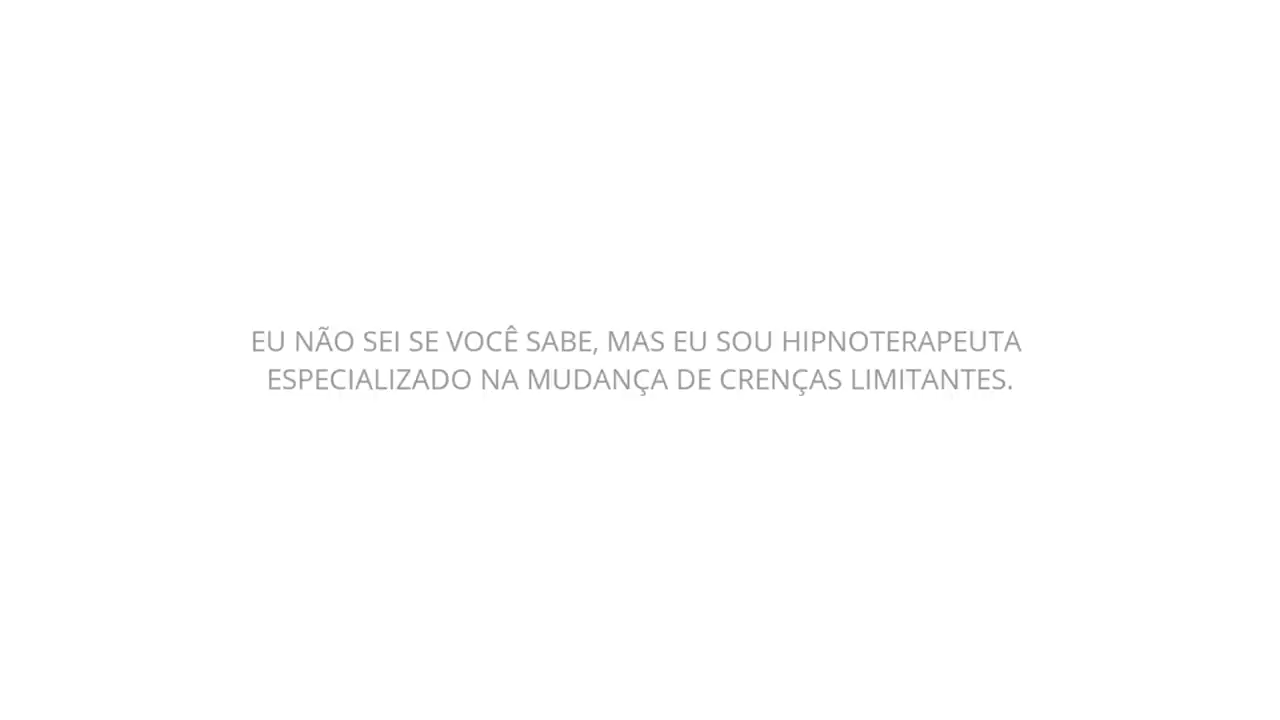 EU NÃO SEI SE VOCÊ SABE, MAS EU SOU HIPNOTERAPEUTA
ESPECIALIZADO NA MUDANÇA DE CRENÇAS LIMITANTES.